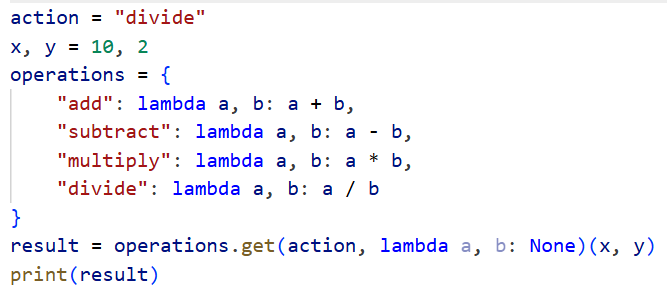 action = "divide"
x, y = 10, 2
operations = {
    "add": lambda a, b: a + b,
    "subtract": lambda a, b: a - b,
    "multiply": lambda a, b: a * b,
    "divide": lambda a, b: a / b
}
result = operations.get(action, lambda a, b: None)(x, y)
print(result)